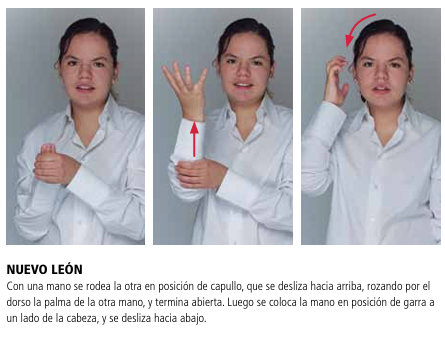 NUEVO LEÓN
Con una mano se rodea la otra en posición de capullo, que se desliza hacia arriba, rozando por el
dorso la palma de la otra mano, y termina abierta. Luego se coloca la mano en posición de garra a
un lado de la cabeza, y se desliza hacia abajo.